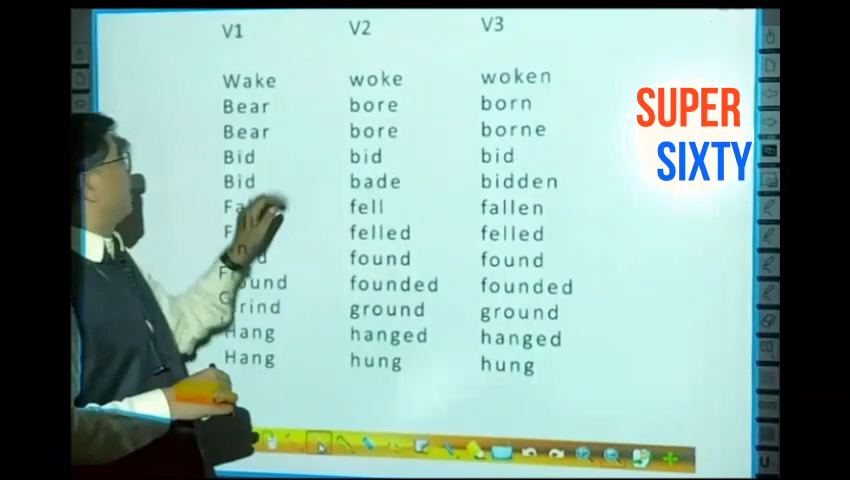 V1 V2 V3
Wake woke woken
Bear bore born
Bear bore borne
Bid bid bid
Bid bade bidden
fell fallen
felled felled
found found
founded founded
Grind ground ground
Hang hanged hanged
Hang hung hung
SUPER
SIXTY